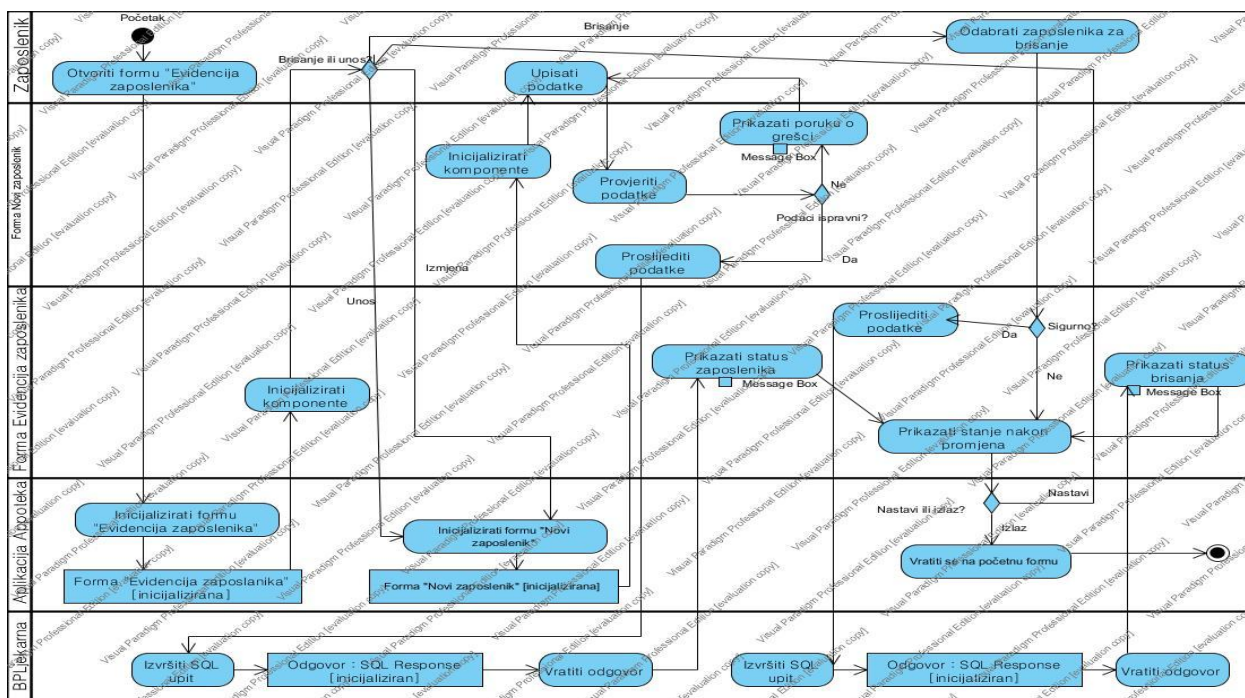 Zaposlenik
Početak
Otvoriti formu "Evidencija
zaposlenika"
Brisanje ili unos?
Brisanje
Odabrati zaposlenika za
brisanje
Upisati
podatke
Forma Novi zaposlenik
Inicijalizirati
komponente
Prikazati poruku o
grešci
Message Box
Provjeriti
podatke
Ne
Podaci ispravni?
Da
Proslijediti
podatke
Izmjena
Unos
Forma Evidencija zaposlenika
Inicijalizirati
komponente
Prikazati status
zaposlenika
Message Box
Proslijediti
podatke
Sigurno?
Da
Ne
Prikazati status
brisanja
Message Box
Prikazati stanje nakon
promjena
Aplikacija Appoteka
Inicijalizirati formu
"Evidencija zaposlenika"
Forma "Evidencija zaposlanika"
[inicijalizirana]
Inicijalizirati formu "Novi
zaposlenik"
Forma "Novi zaposlenik" [inicijalizirana]
Nastavi ili izlaz?
Nastavi
Izlaz
Vratiti se na početnu formu
BPLjekarna
Izvršiti SQL
upit
Odgovor : SQL Response
[inicijaliziran]
Vratiti odgovor
Izvršiti SQL
upit
Odgovor : SQL Response
[inicijaliziran]
Vratiti odgovor
Visual Paradigm Professional Edition [evaluation copy]